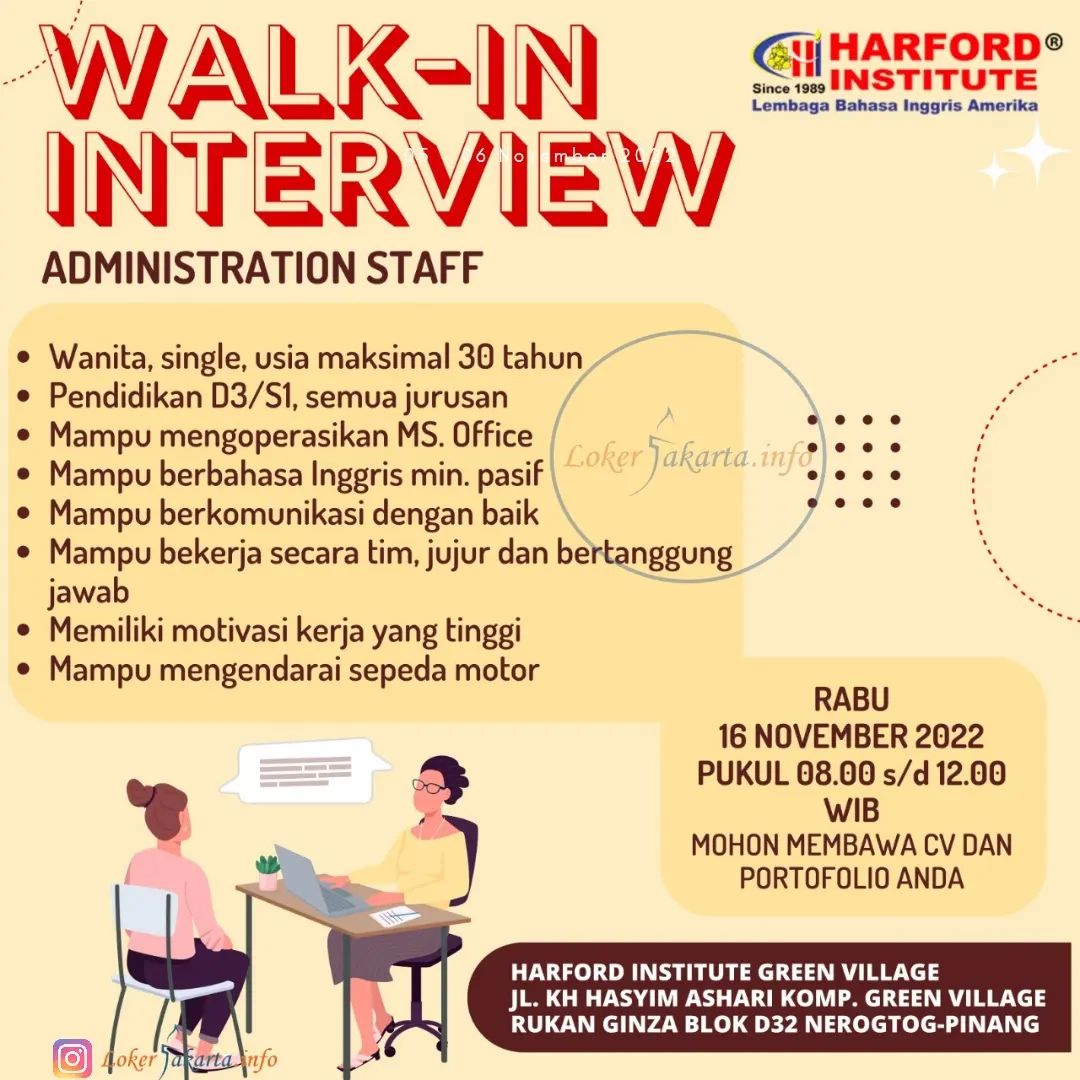 WALK-IN
INTERVIEW
05 - 06 November 2022
ADMINISTRATION STAFF
HARFORD®
INSTITUTE
Since 1989
Lembaga Bahasa Inggris Amerika
• Wanita, single, usia maksimal 30 tahun
• Pendidikan D3/S1, semua jurusan
• Mampu mengoperasikan MS. Office
• Mampu berbahasa Inggris min. pasif
• Mampu berkomunikasi dengan baik
• Mampu bekerja secara tim, jujur dan bertanggung
jawab
• Memiliki motivasi kerja yang tinggi
• Mampu mengendarai sepeda motor
Loker Jakarta.info
RABU
16 NOVEMBER 2022
PUKUL 08.00 s/d 12.00
WIB
MOHON MEMBAWA CV DAN
PORTOFOLIO ANDA
HARFORD INSTITUTE GREEN VILLAGE
JL. KH HASYIM ASHARI KOMP. GREEN VILLAGE
RUKAN GINZA BLOK D32 NEROGTOG-PINANG
Loker Jakarta.info